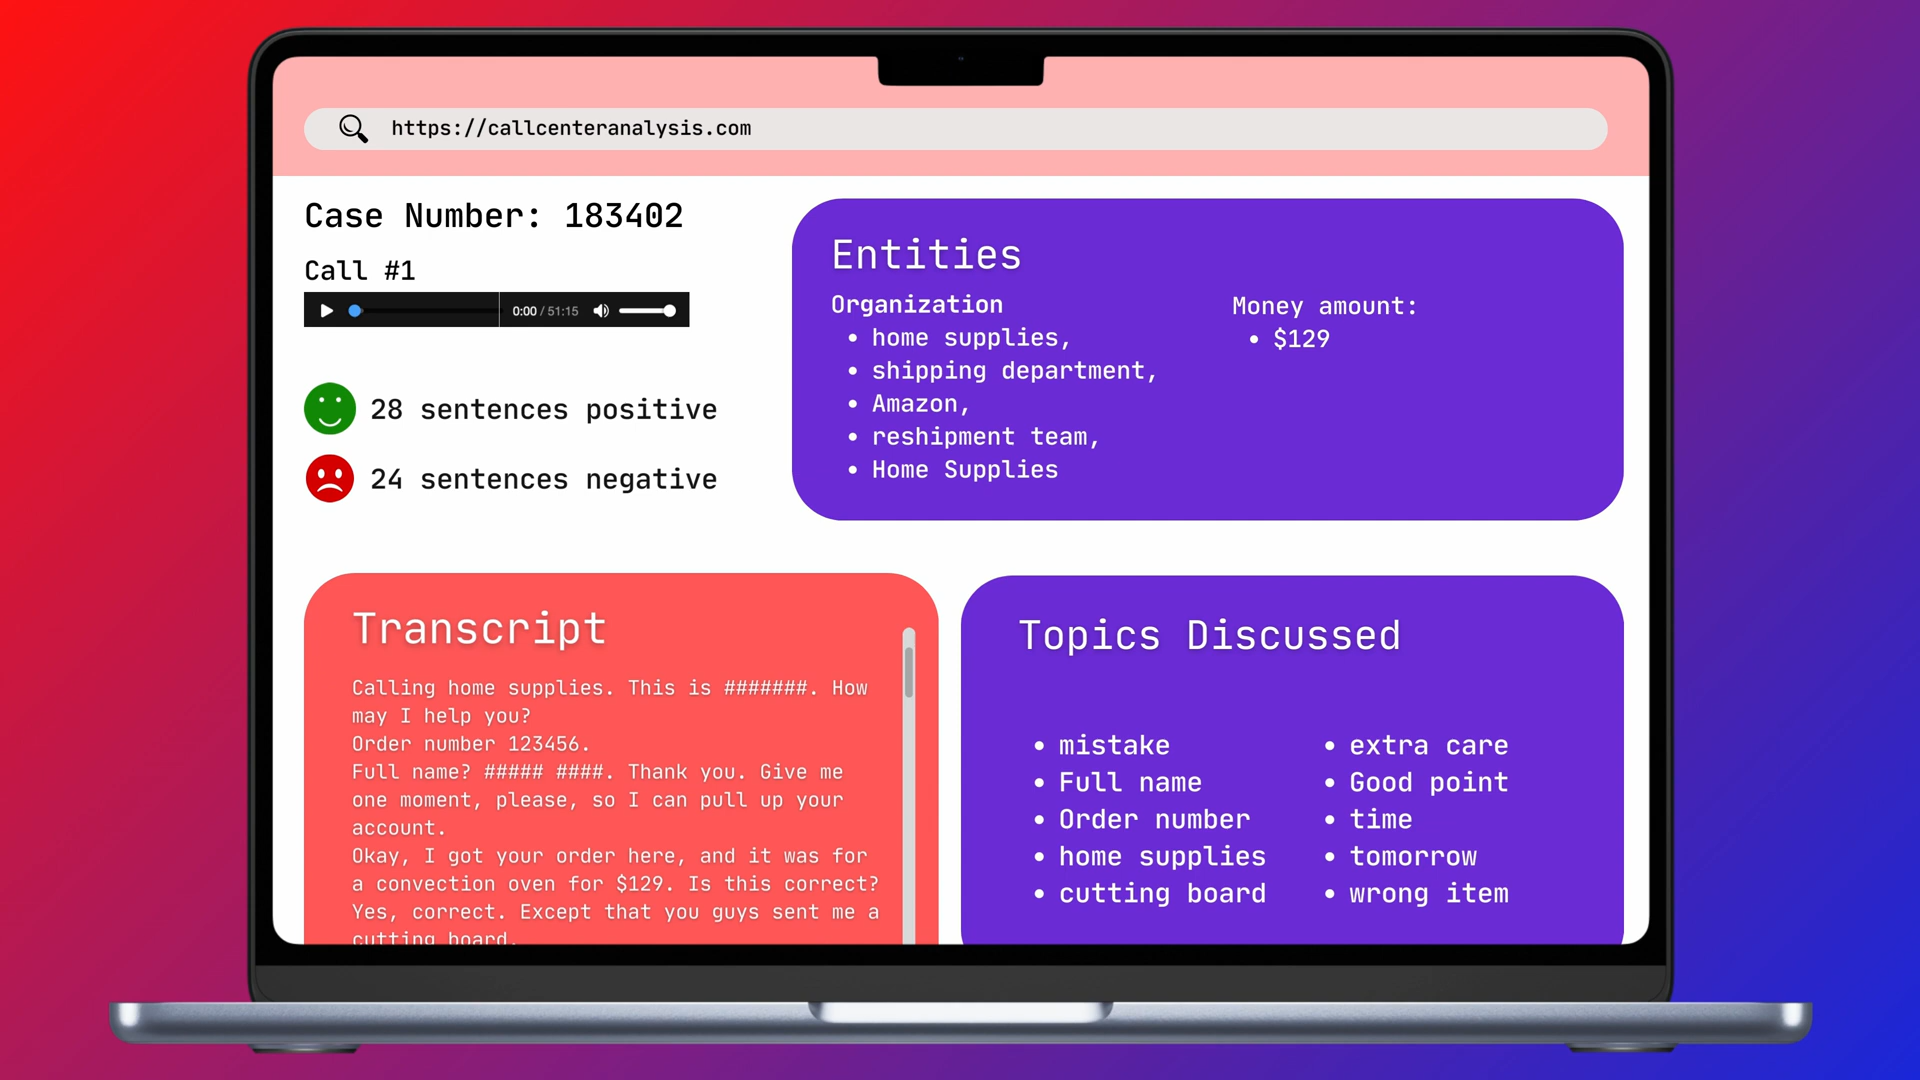 https://callcenteranalysis.com
Case Number: 183402
Call #1
0:00 / 51:15
28 sentences positive
24 sentences negative
Entities
Organization
• home supplies,
• shipping department,
• Amazon,
• reshipment team,
• Home Supplies
Money amount:
• $129
Transcript
Calling home supplies. This is #######. How
may I help you?
Order number 123456.
Full name? ##### ####. Thank you. Give me
one moment, please, so I can pull up your
account.
Okay, I got your order here, and it was for
a convection oven for $129. Is this correct?
Yes, correct. Except that you guys sent me a
cutting board.
Topics Discussed
• mistake
• Full name
• Order number
• home supplies
• cutting board
• extra care
• Good point
• time
• tomorrow
• wrong item